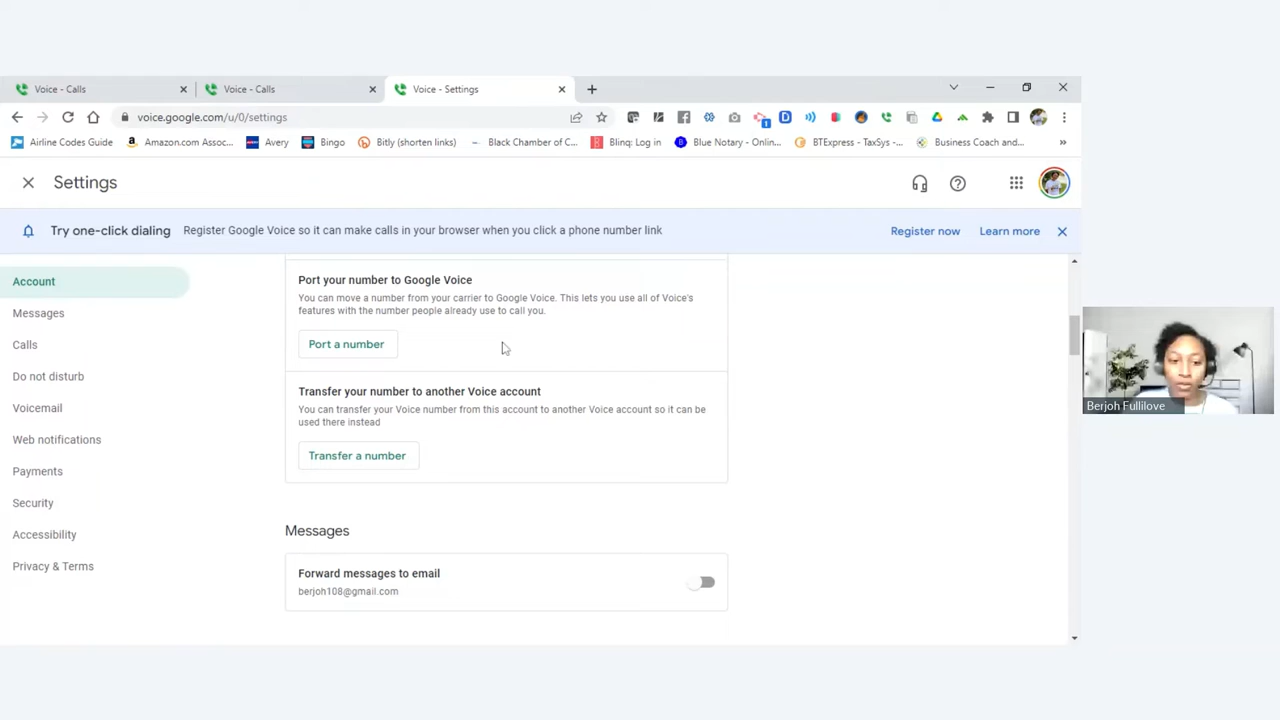 Voice - Calls
Voice - Calls
Voice - Settings
voice.google.com/u/0/settings
Airline Codes Guide
Amazon.com Assoc...
Avery
Bingo
Bitly (shorten links)
Black Chamber of C...
Blinq: Log in
Blue Notary - Onlin...
BTExpress - TaxSys -...
Business Coach and...
Settings
Try one-click dialing
Register Google Voice so it can make calls in your browser when you click a phone number link
Register now
Learn more
Account
Messages
Calls
Do not disturb
Voicemail
Web notifications
Payments
Security
Accessibility
Privacy & Terms
Port your number to Google Voice
You can move a number from your carrier to Google Voice. This lets you use all of Voice's
features with the number people already use to call you.
Port a number
Transfer your number to another Voice account
You can transfer your Voice number from this account to another Voice account so it can be
used there instead
Transfer a number
Messages
Forward messages to email
berjoh108@gmail.com
Berjoh Fullilove